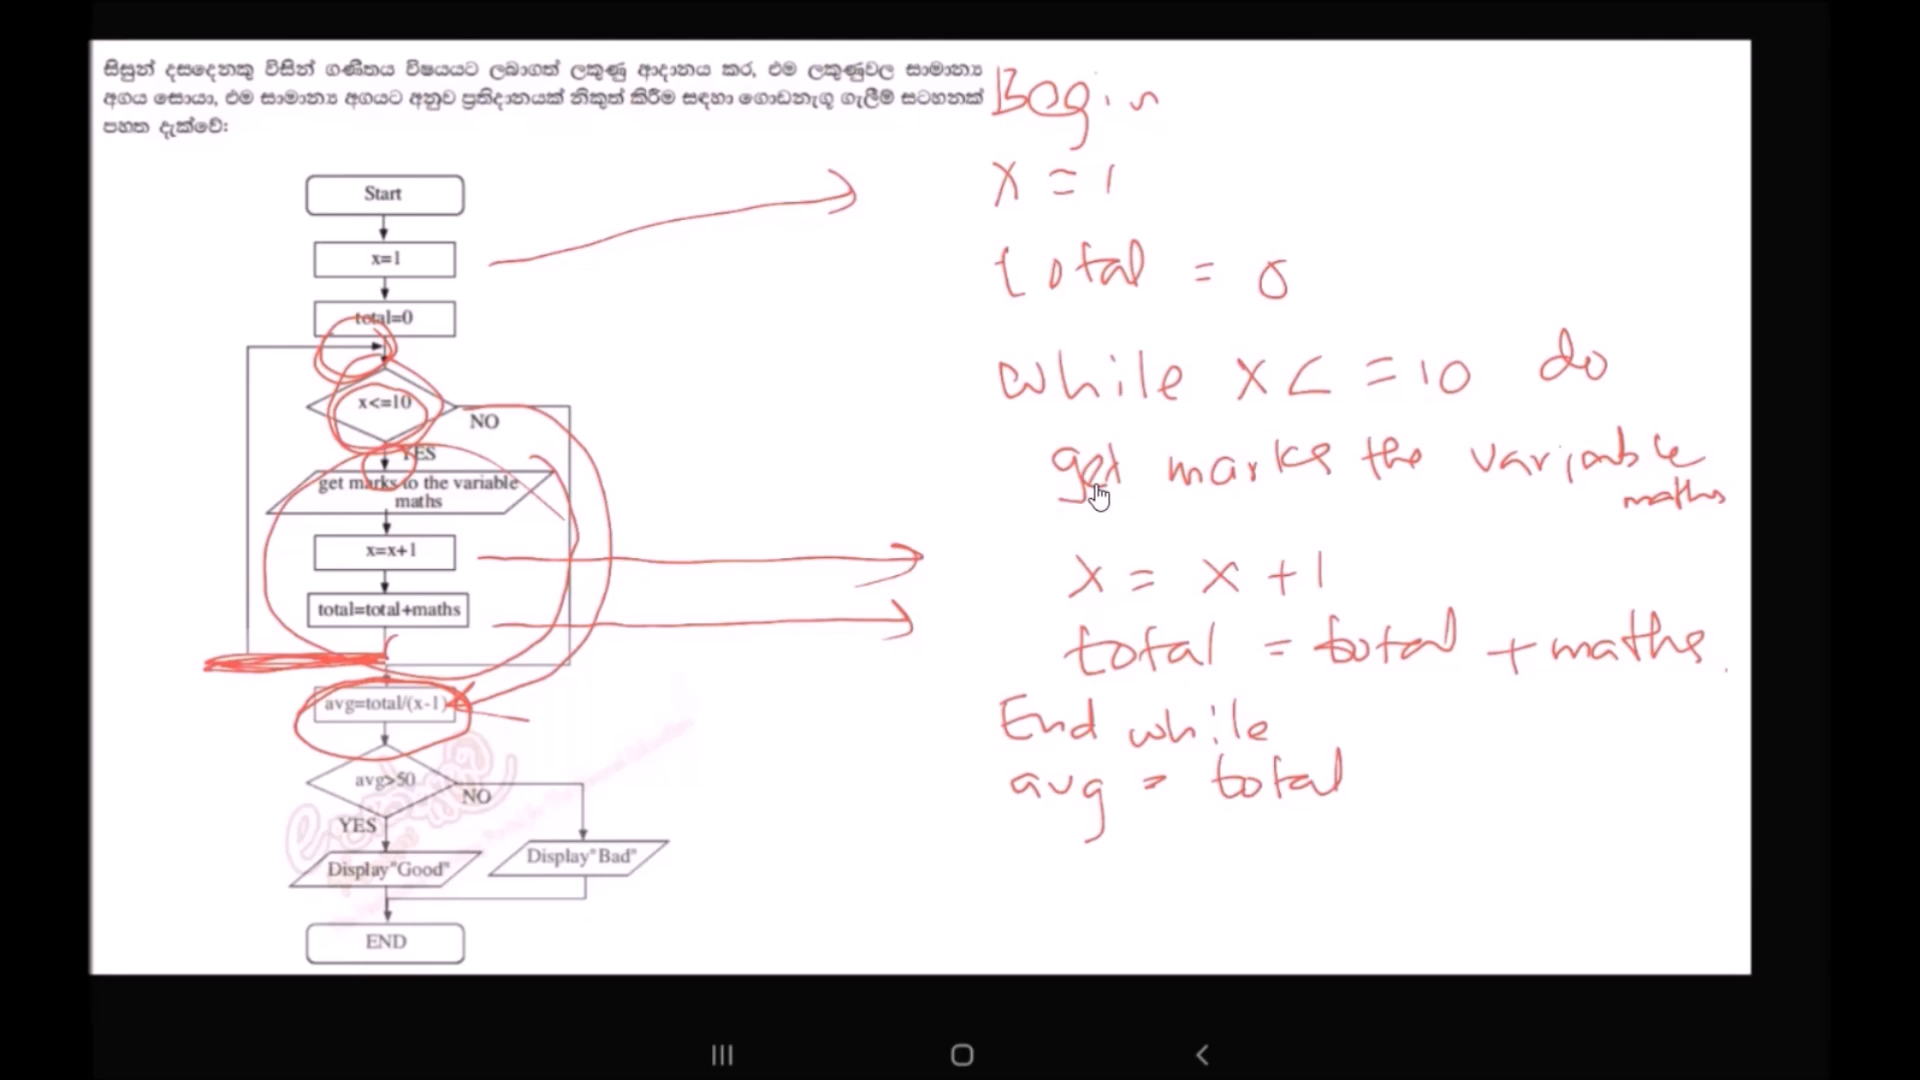 සිසුන් දසදෙනකු විසින් ගණිතය විෂයයට ලබාගත් ලකුණු ආදානය කර, එම ලකුණුවල සාමාන්‍ය
අගය සොයා, එම සාමාන්‍ය අගයට අනුව ප්‍රතිදානයක් නිකුත් කිරීම සඳහා ගොඩනැගූ ගැලීම් සටහනක්
පහත දැක්වේ:
Start
x=1
total=0
x<=10
NO
YES
get marks to the variable
maths
x=x+1
total=total+maths
avg=total/(x-1)
avg>50
NO
YES
Display"Good"
Display"Bad"
END
Begin
x = 1
total = 0
while x<=10 do
get marks the variable
maths
x = x+1
total = total + maths.
End while
avg = total